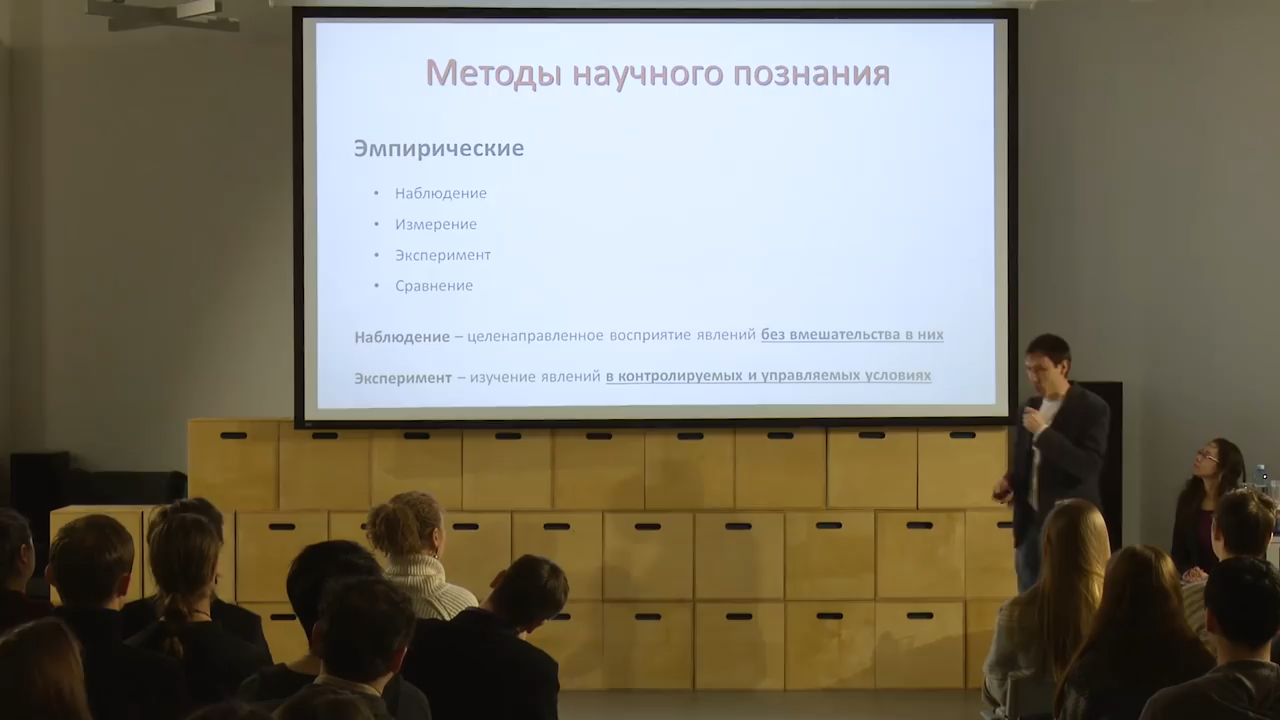 Методы научного познания
Эмпирические
• Наблюдение
• Измерение
• Эксперимент
• Сравнение
Наблюдение – целенаправленное восприятие явлений без вмешательства в них
Эксперимент – изучение явлений в контролируемых и управляемых условиях